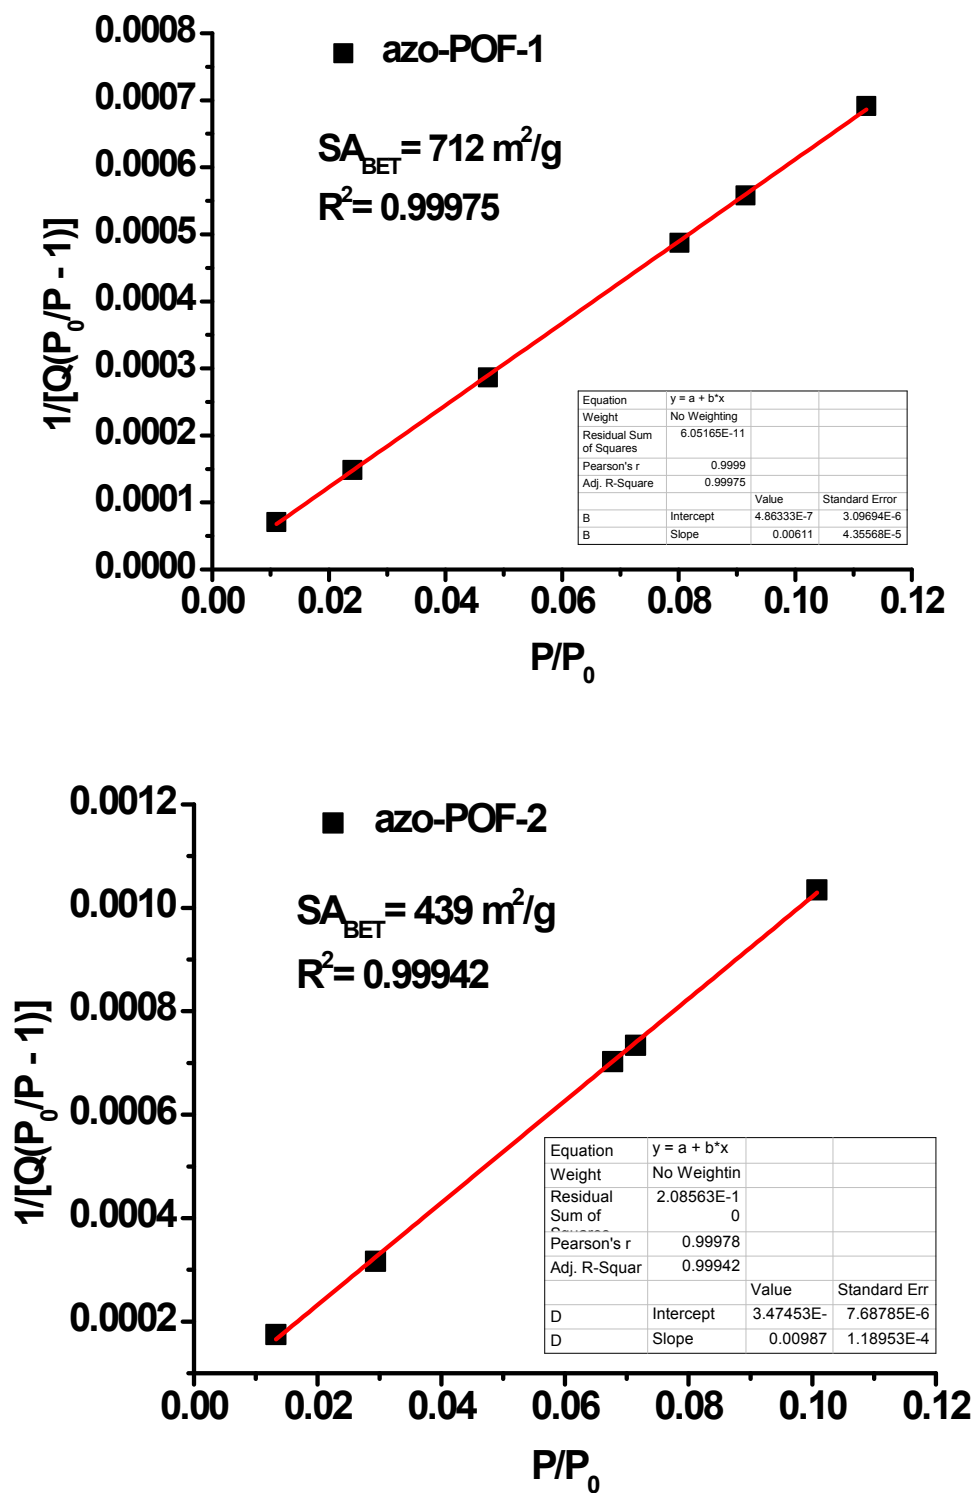 azo-POF-1
SA_BET = 712 m²/g
R² = 0.99975
0.0008
0.0007
0.0006
0.0005
0.0004
0.0003
0.0002
0.0001
0.0000
1/[Q(P₀/P - 1)]
Equation y = a + b*x
Weight No Weighting
Residual Sum of Squares 6.05165E-11
Pearson's r 0.9999
Adj. R-Square 0.99975
Value Standard Error
B Intercept 4.86333E-7 3.09694E-6
B Slope 0.00611 4.35568E-5
0.00 0.02 0.04 0.06 0.08 0.10 0.12
P/P₀
azo-POF-2
SA_BET = 439 m²/g
R² = 0.99942
0.0012
0.0010
0.0008
0.0006
0.0004
0.0002
1/[Q(P₀/P - 1)]
Equation y = a + b*x
Weight No Weightin
Residual Sum of 2.08563E-10
Pearson's r 0.99978
Adj. R-Squar 0.99942
Value Standard Err
D Intercept 3.47453E- 7.68785E-6
D Slope 0.00987 1.18953E-4
0.00 0.02 0.04 0.06 0.08 0.10 0.12
P/P₀